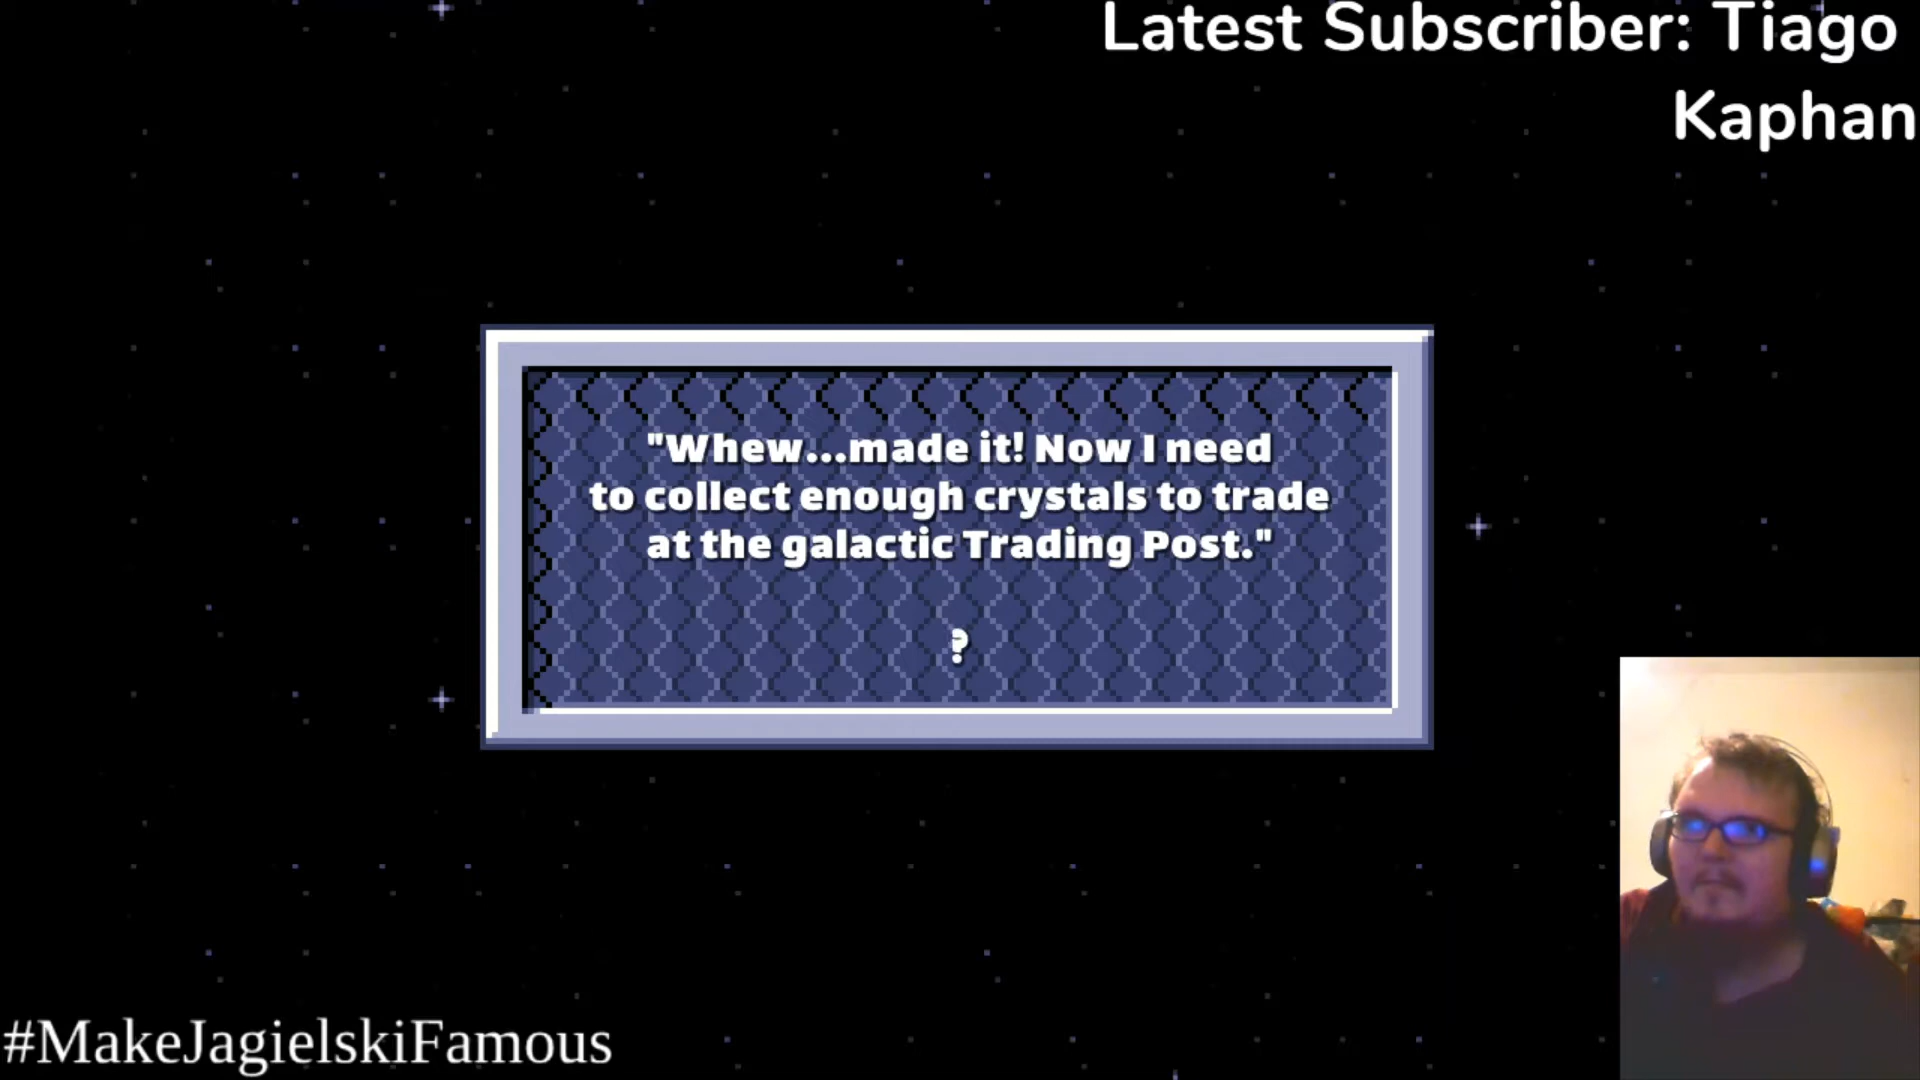 Latest Subscriber: Tiago
Kaphan
"Whew...made it! Now I need
to collect enough crystals to trade
at the galactic Trading Post."
?
#MakeJagielskiFamous